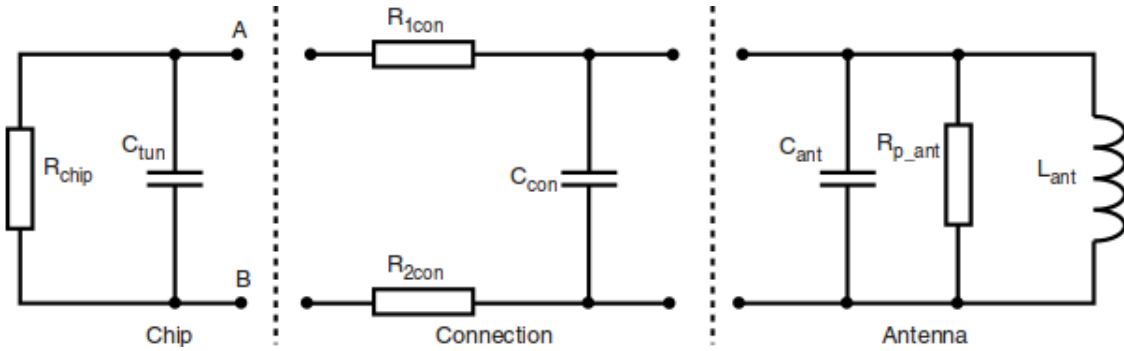 A
R1con
Ctun
Rchip
Ccon
Cant
Rp_ant
Lant
B
R2con
Chip
Connection
Antenna